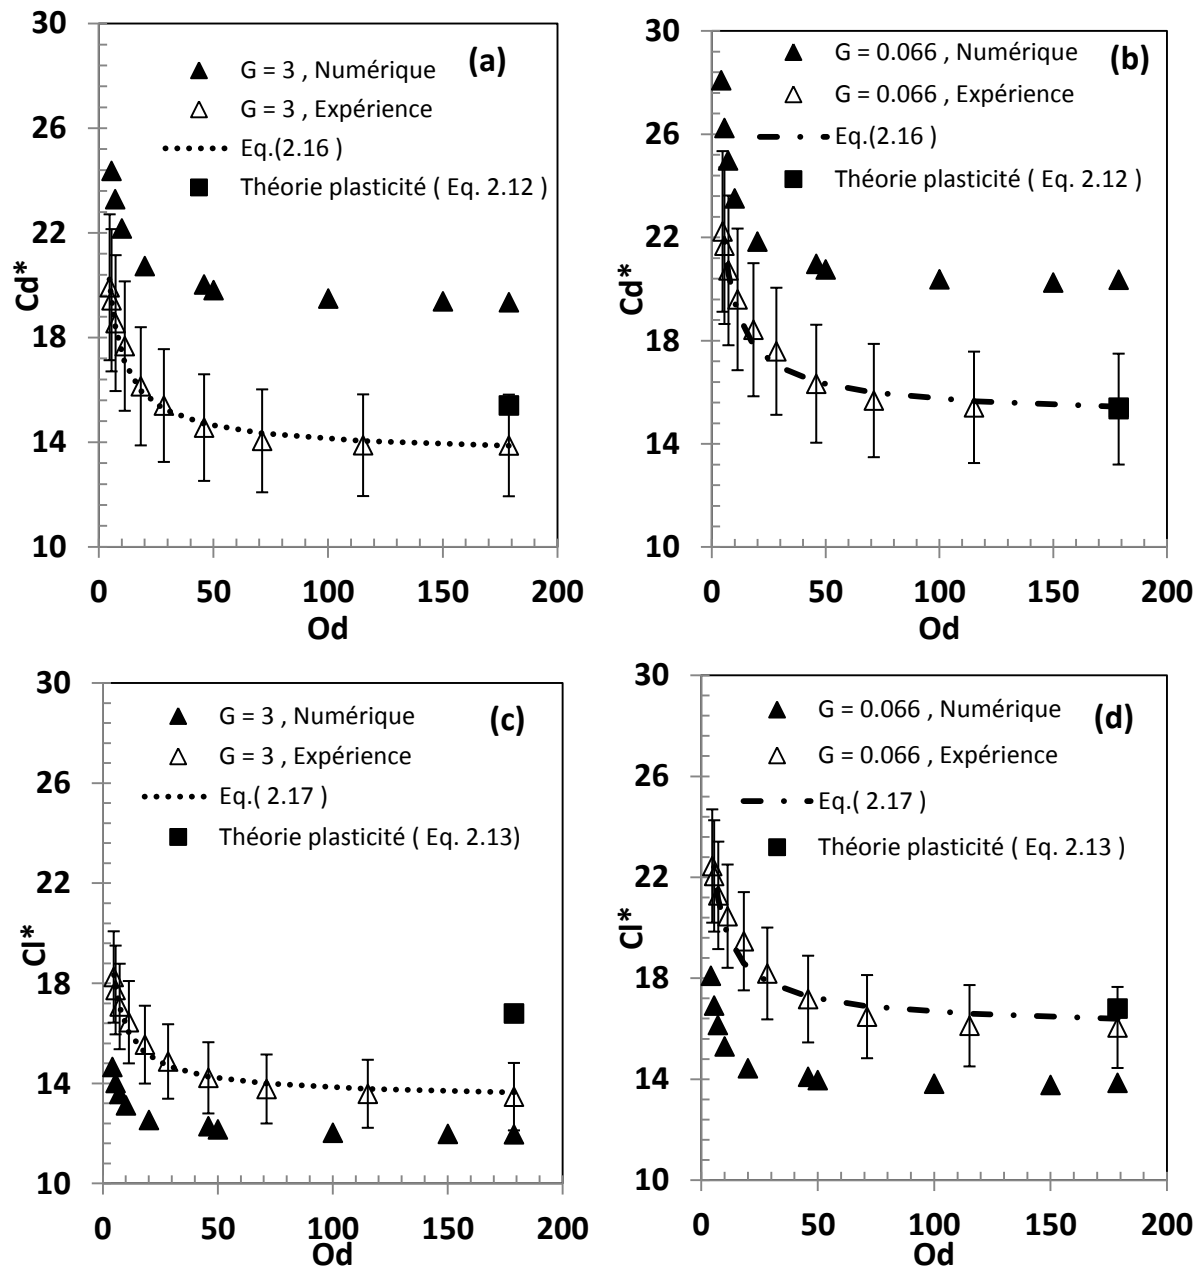 (a)
G = 3 , Numérique
G = 3 , Expérience
Eq.(2.16 )
Théorie plasticité ( Eq. 2.12 )
30
26
22
18
14
10
Cd*
0 50 100 150 200
Od
(b)
G = 0.066 , Numérique
G = 0.066 , Expérience
Eq.(2.16)
Théorie plasticité ( Eq. 2.12 )
30
26
22
18
14
10
Cd*
0 50 100 150 200
Od
(c)
G = 3 , Numérique
G = 3 , Expérience
Eq.( 2.17 )
Théorie plasticité ( Eq. 2.13)
30
26
22
18
14
10
Cl*
0 50 100 150 200
Od
(d)
G = 0.066 , Numérique
G = 0.066 , Expérience
Eq.( 2.17 )
Théorie plasticité ( Eq. 2.13 )
30
26
22
18
14
10
Cl*
0 50 100 150 200
Od